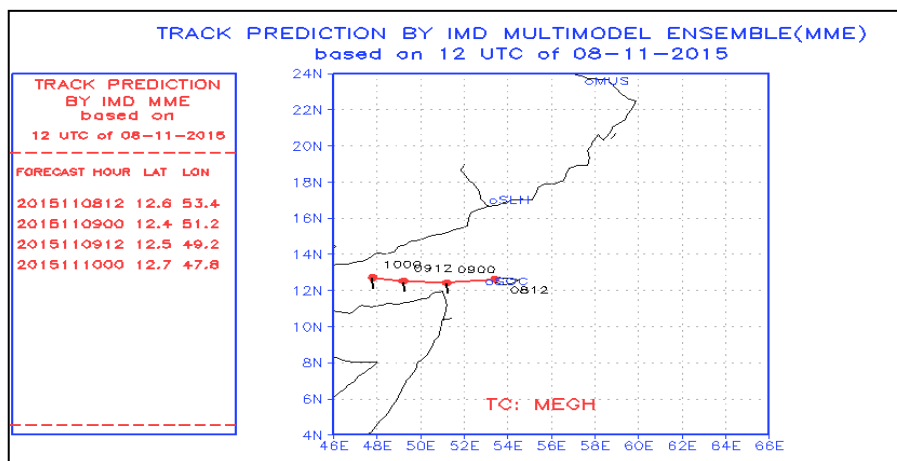 TRACK PREDICTION BY IMD MULTIMODEL ENSEMBLE(MME)
based on 12 UTC of 08-11-2015
TRACK PREDICTION
BY IMD MME
based on
12 UTC of 08-11-2015
FORECAST HOUR LAT LON
2015110812 12.6 53.4
2015110900 12.4 51.2
2015110912 12.5 49.2
2015111000 12.7 47.8
24N
22N
20N
18N
16N
14N
12N
10N
8N
6N
4N
MUS
SLH
1000 0912 0900
0812
TC: MEGH
46E 48E 50E 52E 54E 56E 58E 60E 62E 64E 66E